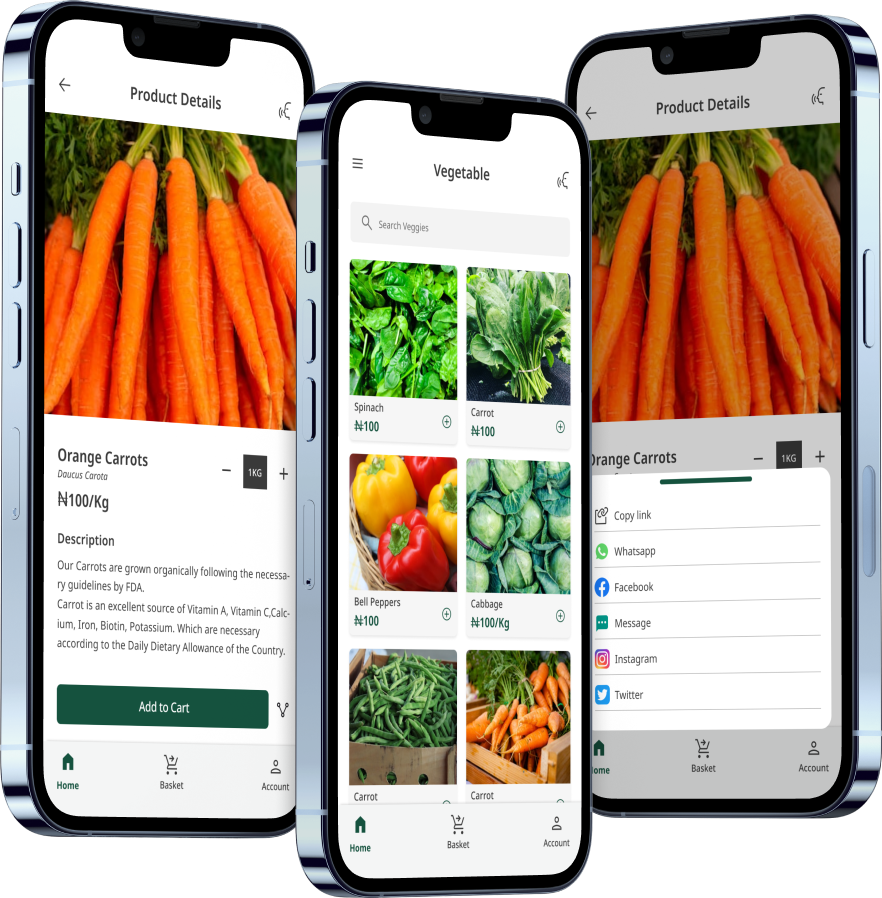 Product Details
Orange Carrots
Daucus Carota
₦100/Kg
1KG
Description
Our Carrots are grown organically following the necessa-
ry guidelines by FDA.
Carrot is an excellent source of Vitamin A, Vitamin C,Calc-
ium, Iron, Biotin, Potassium. Which are necessary
according to the Daily Dietary Allowance of the Country.
Add to Cart
Home
Basket
Account
Vegetable
Search Veggies
Spinach
₦100
Carrot
₦100
Bell Peppers
₦100
Cabbage
₦100/Kg
Carrot
Carrot
Home
Basket
Account
Product Details
Orange Carrots
1KG
Copy link
Whatsapp
Facebook
Message
Instagram
Twitter
Home
Basket
Account